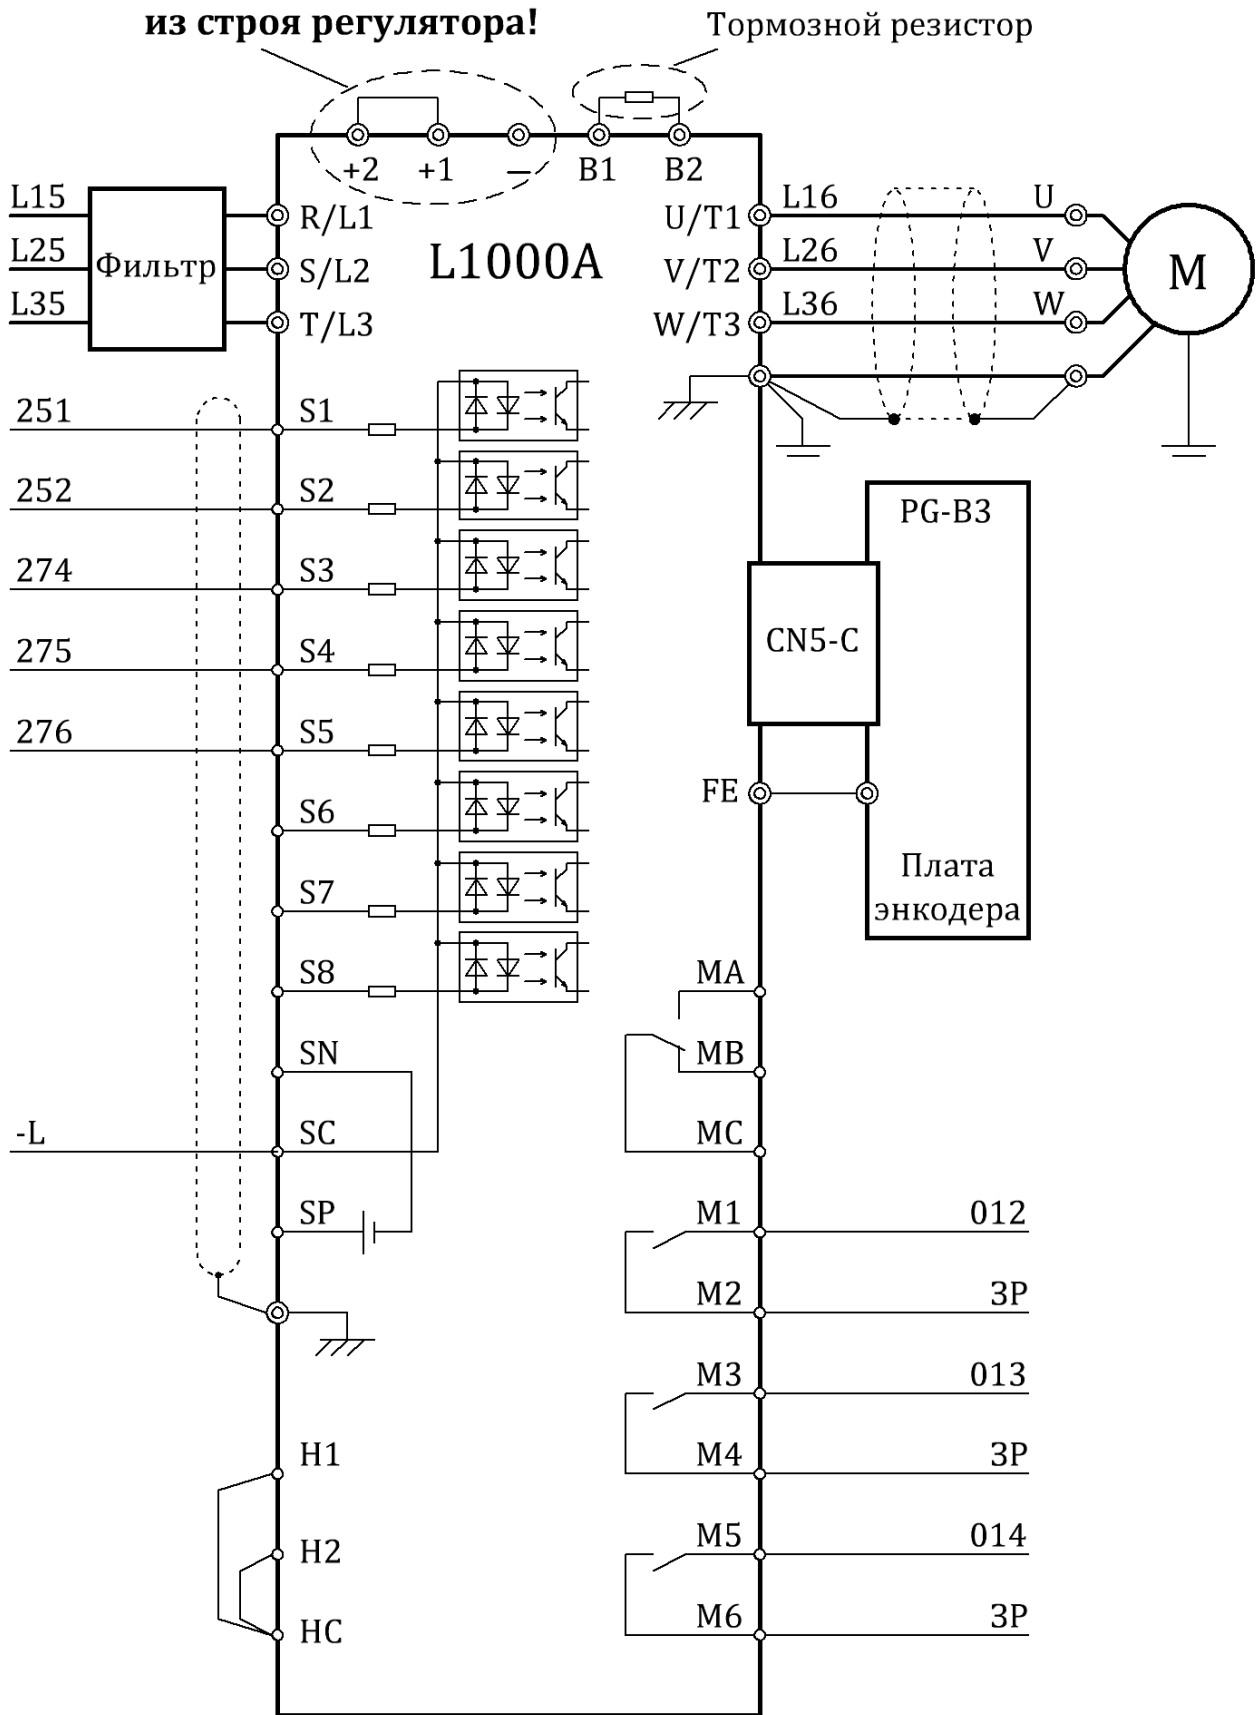 из строя регулятора!
Тормозной резистор
+2
+1
—
B1
B2
L15
L25
L35
Фильтр
R/L1
S/L2
T/L3
L1000A
U/T1
V/T2
W/T3
L16
L26
L36
U
V
W
M
251
S1
252
S2
274
S3
275
S4
276
S5
S6
S7
S8
SN
-L
SC
SP
H1
H2
HC
PG-B3
CN5-C
FE
Плата
энкодера
MA
MB
MC
M1
012
M2
3P
M3
013
M4
3P
M5
014
M6
3P